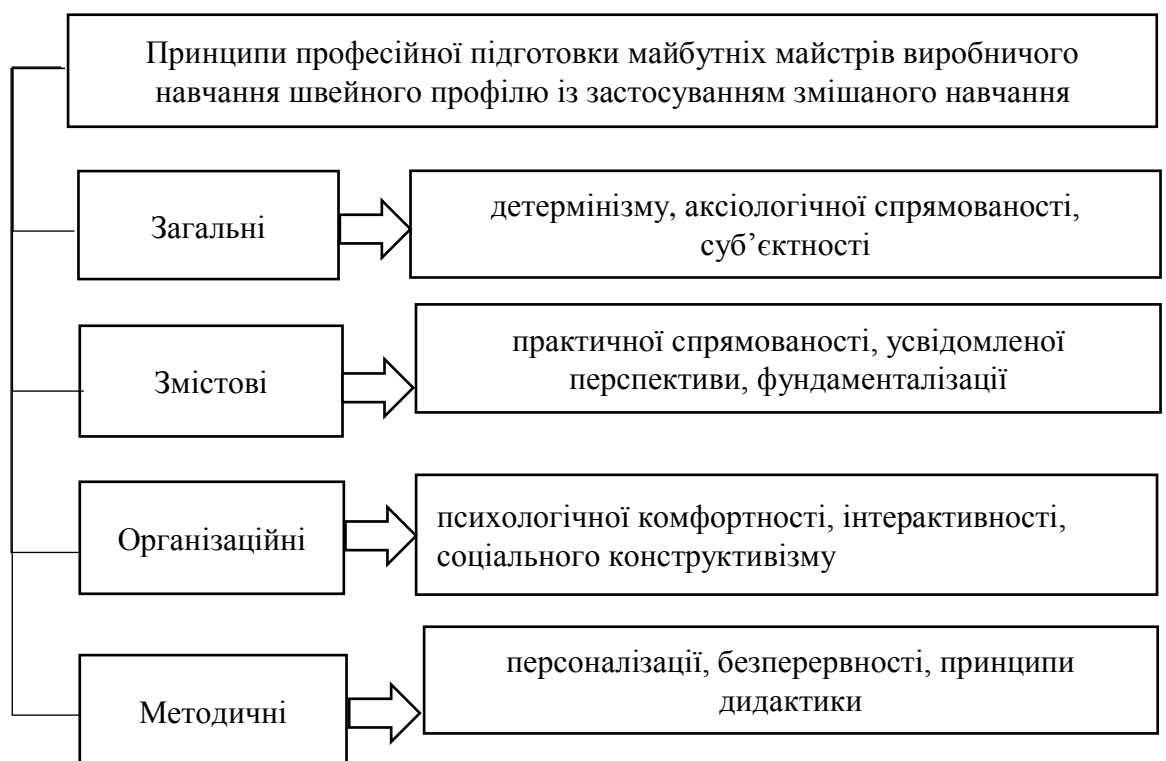 Принципи професійної підготовки майбутніх майстрів виробничого
навчання швейного профілю із застосуванням змішаного навчання
Загальні
детермінізму, аксіологічної спрямованості,
суб’єктності
Змістові
практичної спрямованості, усвідомленої
перспективи, фундаменталізації
Організаційні
психологічної комфортності, інтерактивності,
соціального конструктивізму
Методичні
персоналізації, безперервності, принципи
дидактики